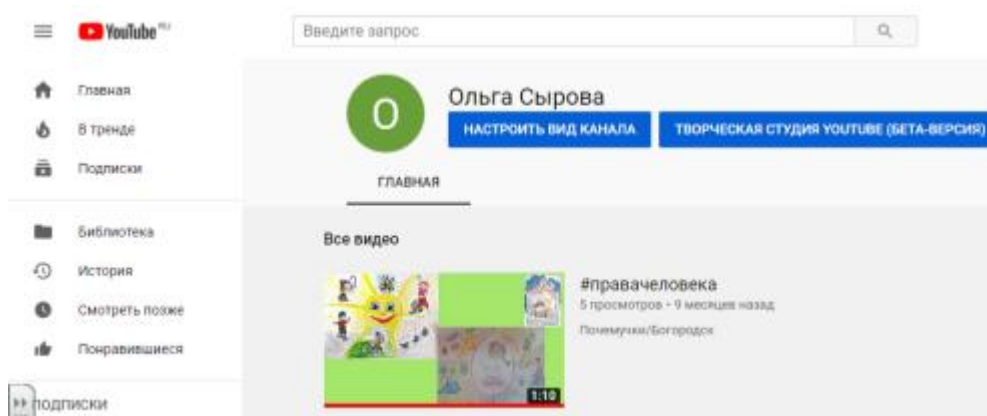 YouTube RU
Введите запрос
Главная
В тренде
Подписки
Библиотека
История
Смотреть позже
Понравившиеся
ПОДПИСКИ
О
Ольга Сырова
НАСТРОИТЬ ВИД КАНАЛА
ТВОРЧЕСКАЯ СТУДИЯ YOUTUBE (БЕТА-ВЕРСИЯ)
ГЛАВНАЯ
Все видео
1:10
#правачеловека
5 просмотров • 9 месяцев назад
Почемучки/Богородск